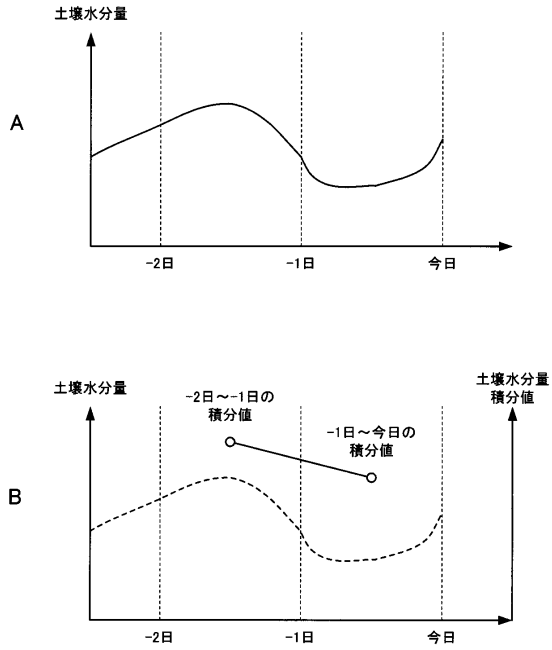 土壌水分量
A
-2日
-1日
今日
土壌水分量
土壌水分量
積分値
-2日～-1日の
積分値
-1日～今日の
積分値
B
-2日
-1日
今日